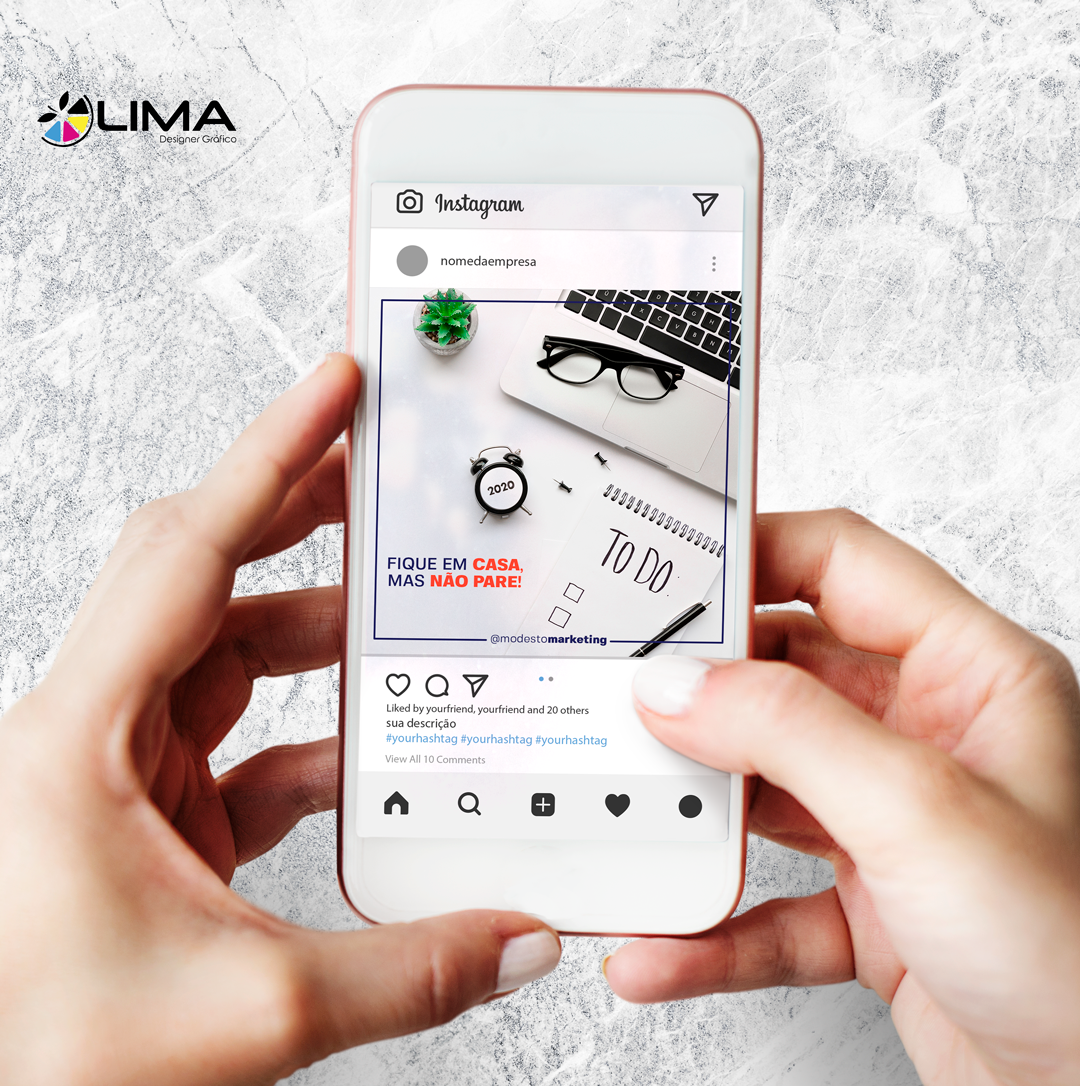 LIMA
Designer Gráfico
Instagram
nomedaempresa
2020
TO DO
FIQUE EM CASA,
MAS NÃO PARE!
@modestomarketing
Liked by yourfriend, yourfriend and 20 others
sua descrição
#yourhashtag #yourhashtag #yourhashtag
View All 10 Comments